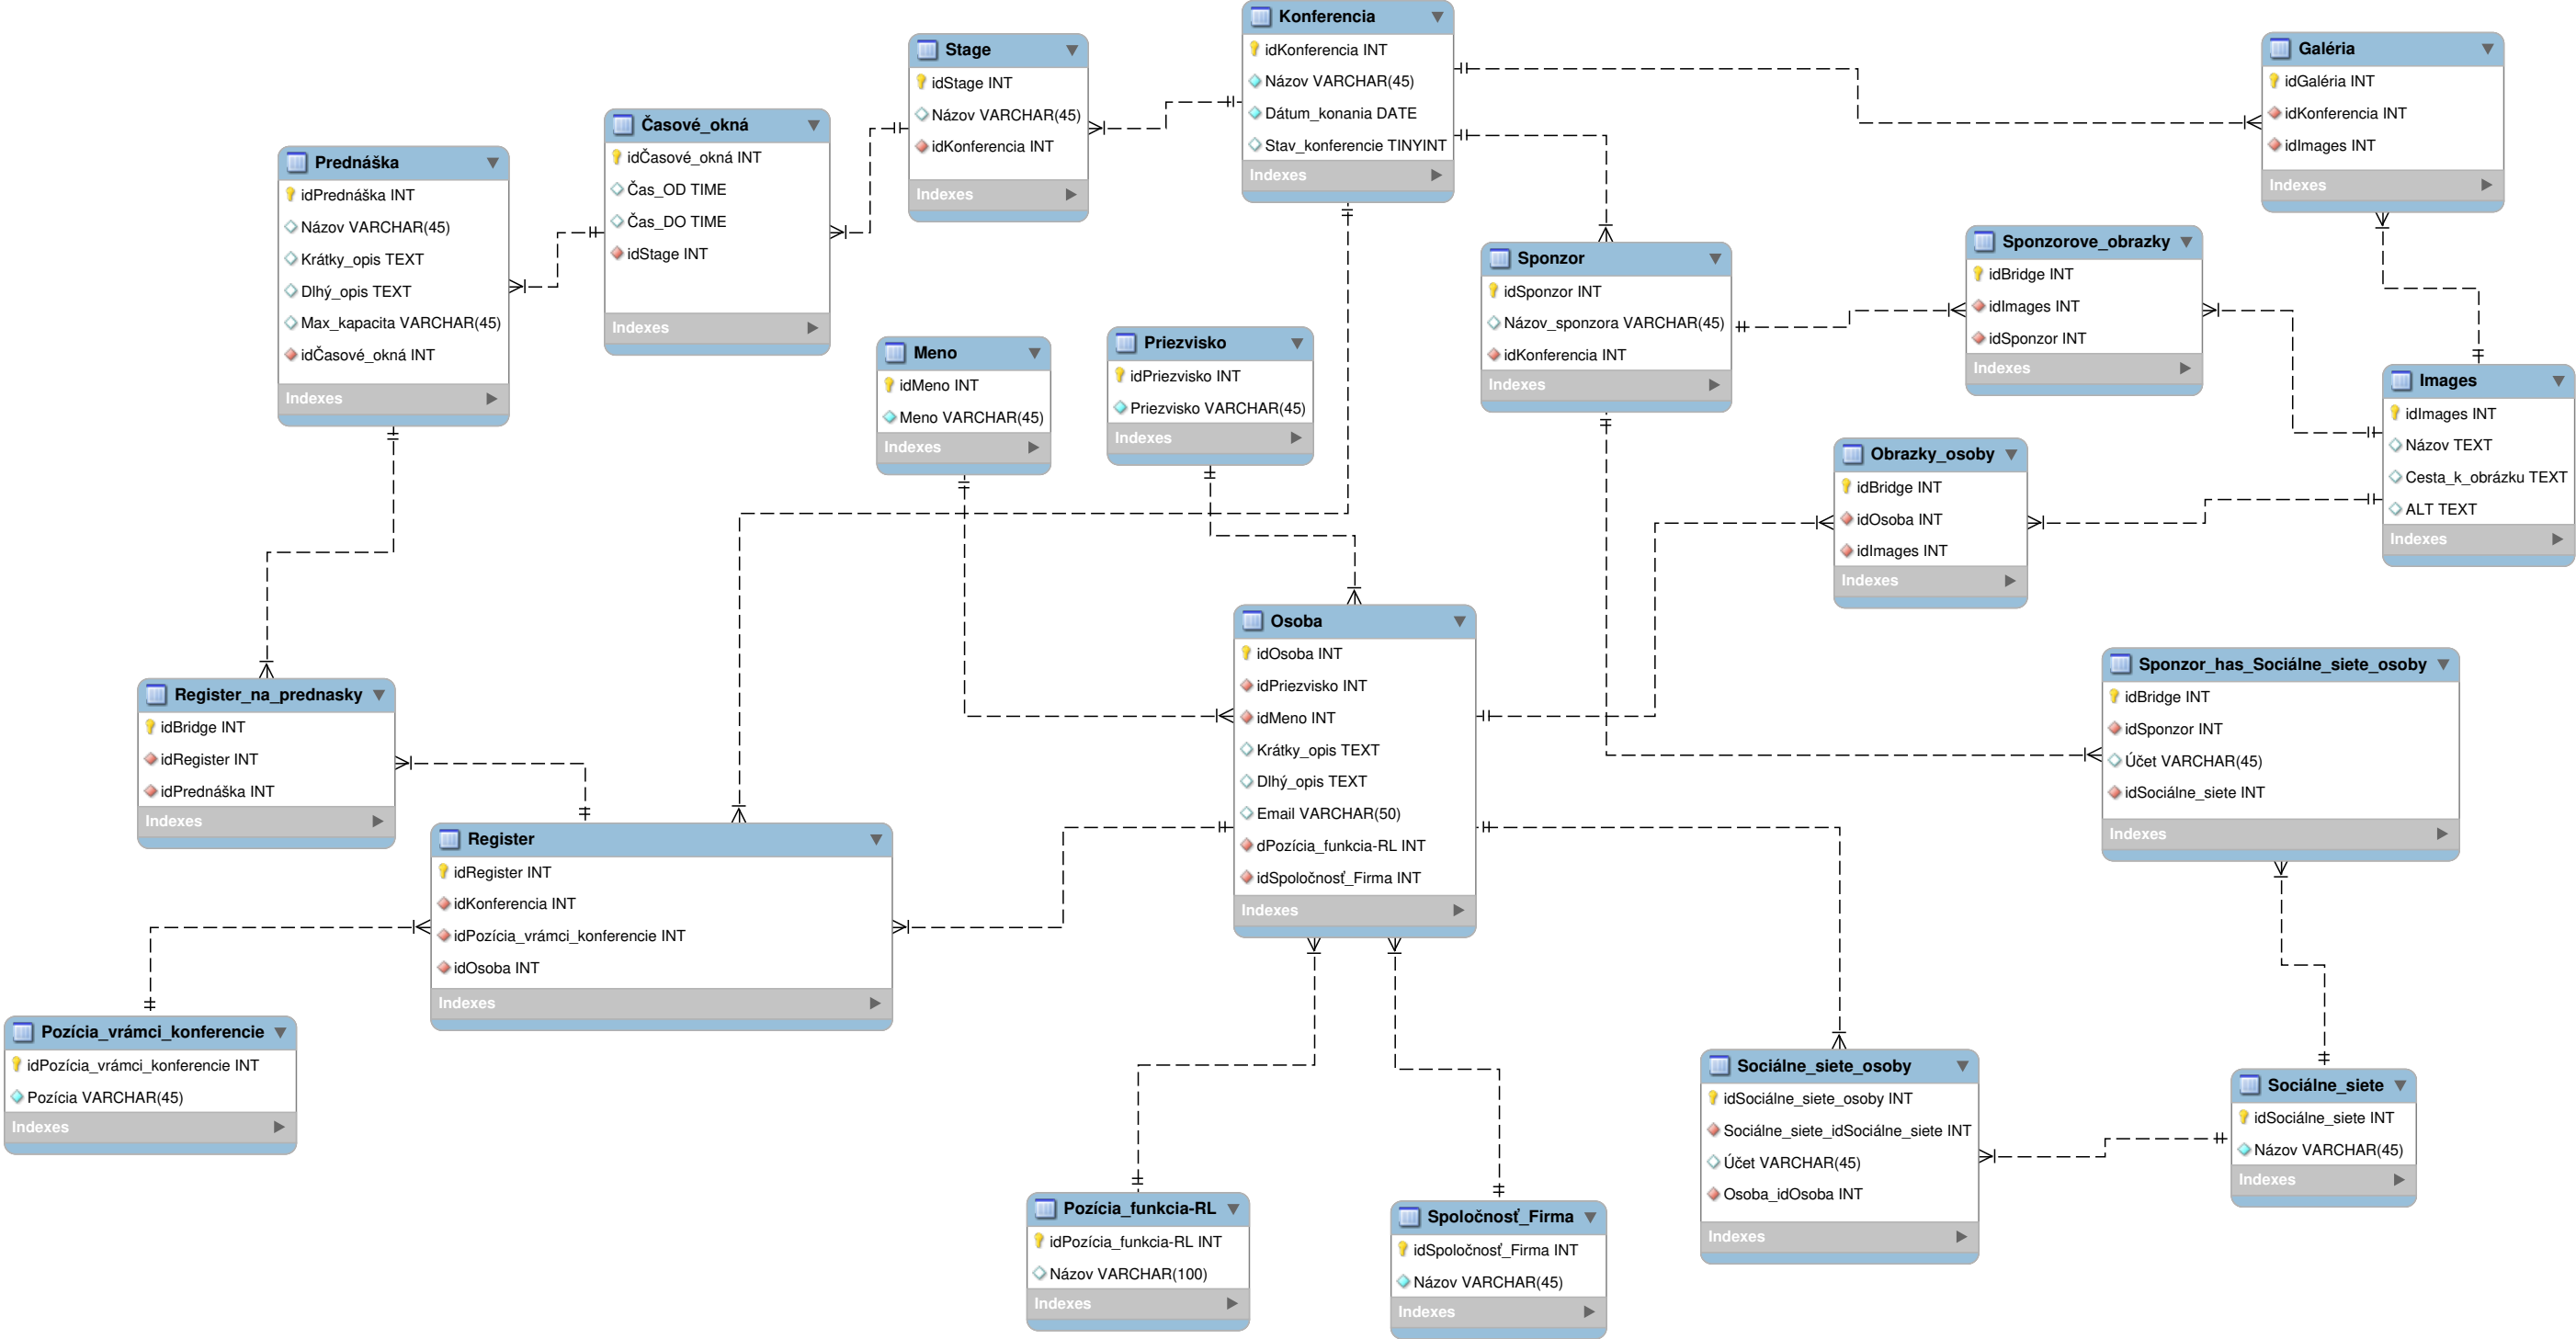 Konferencia
idKonferencia INT
Názov VARCHAR(45)
Dátum_konania DATE
Stav_konferencie TINYINT
Indexes
Stage
idStage INT
Názov VARCHAR(45)
idKonferencia INT
Indexes
Galéria
idGaléria INT
idKonferencia INT
idImages INT
Indexes
Časové_okná
idČasové_okná INT
Čas_OD TIME
Čas_DO TIME
idStage INT
Indexes
Prednáška
idPrednáška INT
Názov VARCHAR(45)
Krátky_opis TEXT
Dlhý_opis TEXT
Max_kapacita VARCHAR(45)
idČasové_okná INT
Indexes
Sponzorove_obrazky
idBridge INT
idImages INT
idSponzor INT
Indexes
Sponzor
idSponzor INT
Názov_sponzora VARCHAR(45)
idKonferencia INT
Indexes
Meno
idMeno INT
Meno VARCHAR(45)
Indexes
Priezvisko
idPriezvisko INT
Priezvisko VARCHAR(45)
Indexes
Images
idImages INT
Názov TEXT
Cesta_k_obrázku TEXT
ALT TEXT
Indexes
Obrazky_osoby
idBridge INT
idOsoba INT
idImages INT
Indexes
Osoba
idOsoba INT
idPriezvisko INT
idMeno INT
Krátky_opis TEXT
Dlhý_opis TEXT
Email VARCHAR(50)
dPozícia_funkcia-RL INT
idSpoločnosť_Firma INT
Indexes
Sponzor_has_Sociálne_siete_osoby
idBridge INT
idSponzor INT
Účet VARCHAR(45)
idSociálne_siete INT
Indexes
Register_na_prednasky
idBridge INT
idRegister INT
idPrednáška INT
Indexes
Register
idRegister INT
idKonferencia INT
idPozícia_vrámci_konferencie INT
idOsoba INT
Indexes
Pozícia_vrámci_konferencie
idPozícia_vrámci_konferencie INT
Pozícia VARCHAR(45)
Indexes
Sociálne_siete_osoby
idSociálne_siete_osoby INT
Sociálne_siete_idSociálne_siete INT
Účet VARCHAR(45)
Osoba_idOsoba INT
Indexes
Sociálne_siete
idSociálne_siete INT
Názov VARCHAR(45)
Indexes
Pozícia_funkcia-RL
idPozícia_funkcia-RL INT
Názov VARCHAR(100)
Indexes
Spoločnosť_Firma
idSpoločnosť_Firma INT
Názov VARCHAR(45)
Indexes